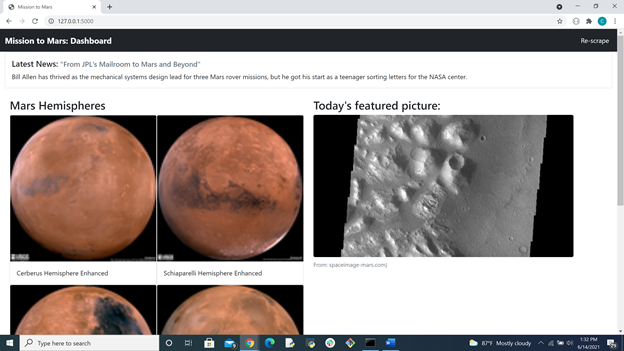 Mission to Mars
127.0.0.1:5000
Mission to Mars: Dashboard
Re-scrape
Latest News: "From JPL's Mailroom to Mars and Beyond"
Bill Allen has thrived as the mechanical systems design lead for three Mars rover missions, but he got his start as a teenager sorting letters for the NASA center.
Mars Hemispheres
Today's featured picture:
USGS
USGS
Cerberus Hemisphere Enhanced
Schiaparelli Hemisphere Enhanced
From: spaceimage-mars.com)
Type here to search
87°F Mostly cloudy
1:32 PM
6/14/2021